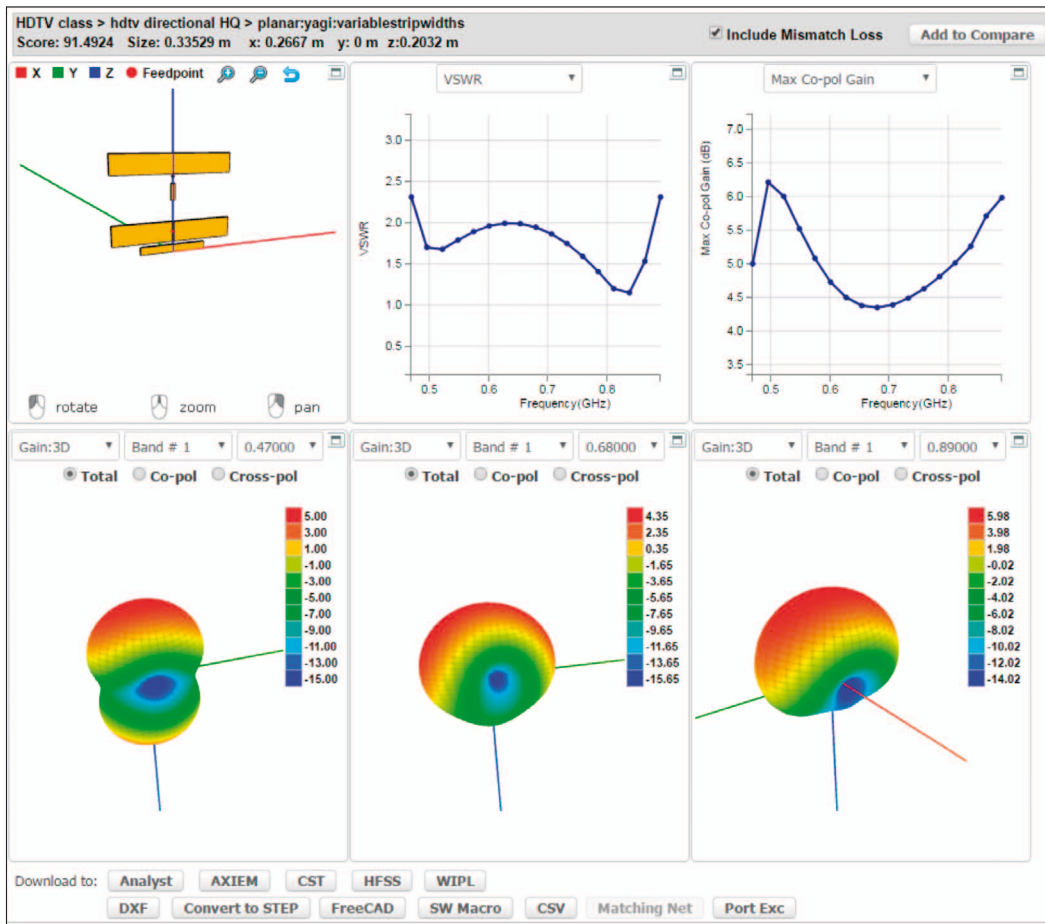 HDTV class > hdtv directional HQ > planar:yagi:variablestripwidths
Score: 91.4924 Size: 0.33529 m x: 0.2667 m y: 0 m z:0.2032 m
Include Mismatch Loss
Add to Compare
X Y Z Feedpoint
rotate zoom pan
VSWR
3.0
2.5
2.0
1.5
1.0
0.5
VSWR
0.5 0.6 0.7 0.8
Frequency(GHz)
Max Co-pol Gain
7.0
6.5
6.0
5.5
5.0
4.5
4.0
3.5
Max Co-pol Gain (dB)
0.5 0.6 0.7 0.8
Frequency(GHz)
Gain:3D Band # 1 0.47000
Total Co-pol Cross-pol
5.00
3.00
1.00
-1.00
-3.00
-5.00
-7.00
-9.00
-11.00
-13.00
-15.00
Gain:3D Band # 1 0.68000
Total Co-pol Cross-pol
4.35
2.35
0.35
-1.65
-3.65
-5.65
-7.65
-9.65
-11.65
-13.65
-15.65
Gain:3D Band # 1 0.89000
Total Co-pol Cross-pol
5.98
3.98
1.98
-0.02
-2.02
-4.02
-6.02
-8.02
-10.02
-12.02
-14.02
Download to: Analyst AXIEM CST HFSS WIPL
DXF Convert to STEP FreeCAD SW Macro CSV Matching Net Port Exc